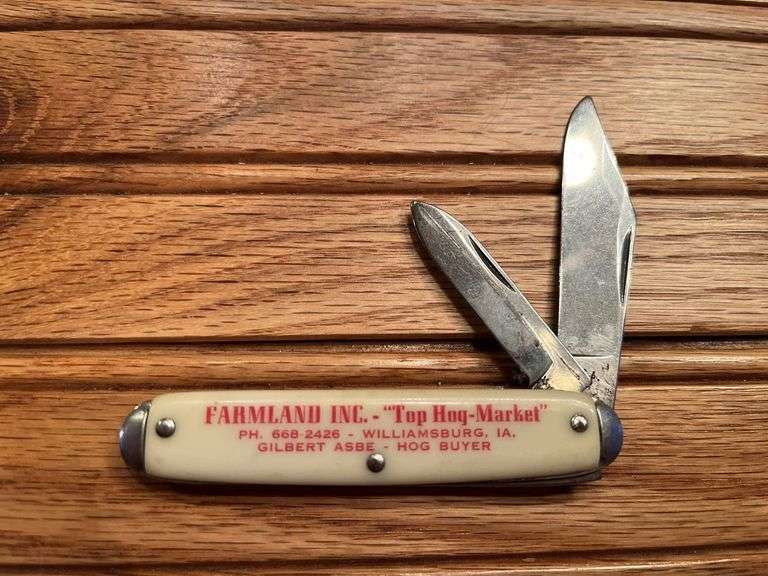 FARMLAND INC. - "Top Hog-Market"
PH. 668-2426 - WILLIAMSBURG, IA.
GILBERT ASBE - HOG BUYER